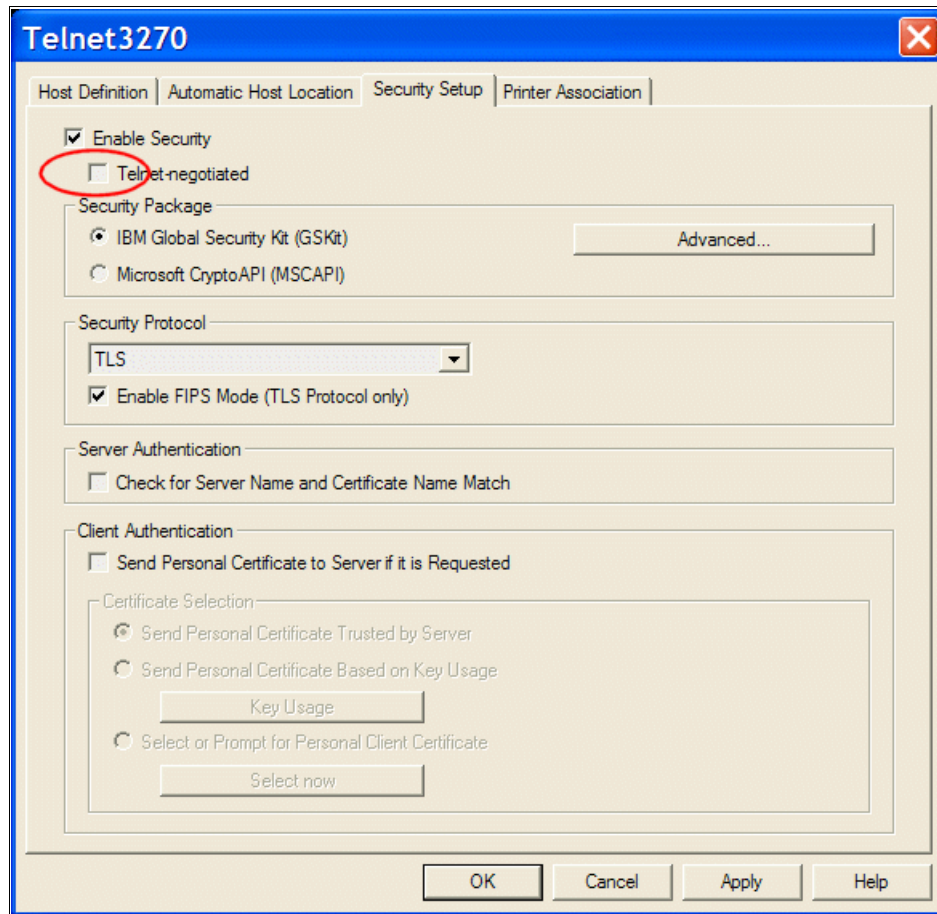 Telnet3270
Host Definition Automatic Host Location Security Setup Printer Association
Enable Security
Telnet-negotiated
Security Package
IBM Global Security Kit (GSKit) Advanced...
Microsoft CryptoAPI (MSCAPI)
Security Protocol
TLS
Enable FIPS Mode (TLS Protocol only)
Server Authentication
Check for Server Name and Certificate Name Match
Client Authentication
Send Personal Certificate to Server if it is Requested
Certificate Selection
Send Personal Certificate Trusted by Server
Send Personal Certificate Based on Key Usage
Key Usage
Select or Prompt for Personal Client Certificate
Select now
OK Cancel Apply Help